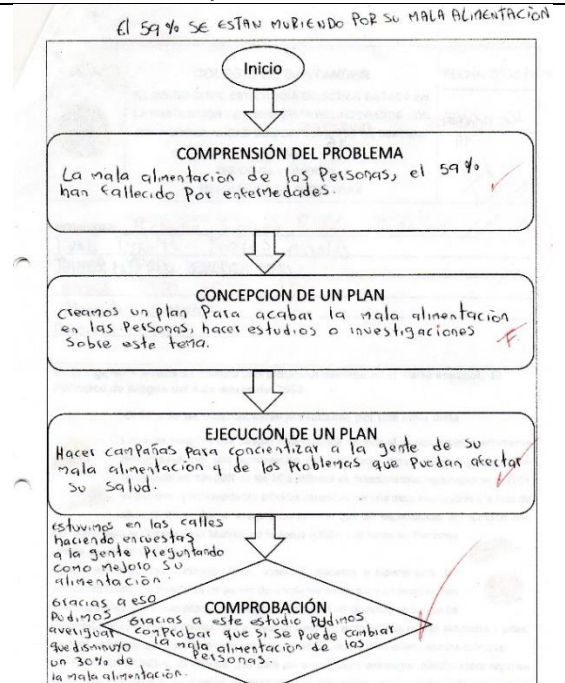 El 59% SE ESTAN MURIENDO POR SU MALA ALIMENTACIÓN
Inicio
COMPRENSIÓN DEL PROBLEMA
La mala alimentación de las Personas, el 59%
han fallecido Por enfermedades.
CONCEPCION DE UN PLAN
creamos un plan Para acabar la mala alimentación
en las Personas, hacer estudios o investigaciones
Sobre este tema.
EJECUCIÓN DE UN PLAN
Hacer campañas Para concientizar a la gente de su
mala alimentación y de los Problemas que Puedan afectar
su salud.
estuvimos en las calles
haciendo encuestas
a la gente Preguntando
como mejoro su
alimentación.
Gracias a eso
Pudimos
averiguar
que disminuyo
un 30% de
la mala alimentación.
COMPROBACIÓN
Gracias a este estudio Pudimos
comprobar que si se Puede cambiar
la mala alimentación de las
Personas.